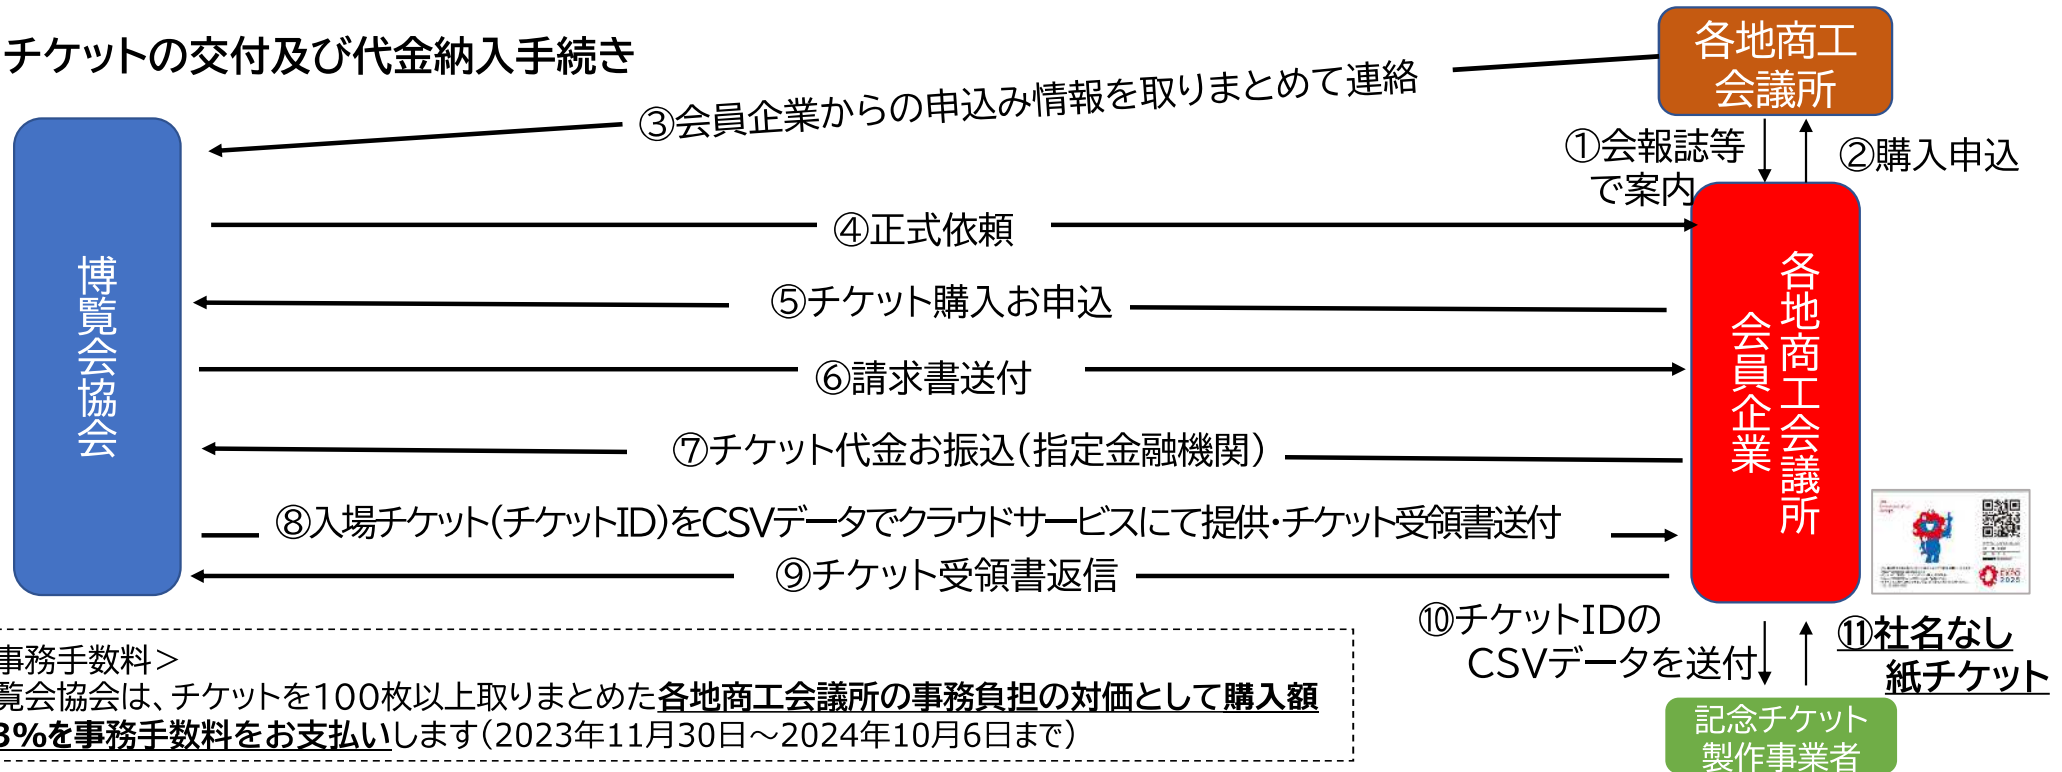 チケットの交付及び代金納入手続き
各地商工
会議所
③会員企業からの申込み情報を取りまとめて連絡
①会報誌等
で案内
②購入申込
博覧会協会
④正式依頼
⑤チケット購入お申込
⑥請求書送付
⑦チケット代金お振込(指定金融機関)
⑧入場チケット(チケットID)をCSVデータでクラウドサービスにて提供・チケット受領書送付
⑨チケット受領書返信
各地商工会議所
会員企業
EXPO
2025
⑩チケットIDの
CSVデータを送付
⑪社名なし
紙チケット
記念チケット
製作事業者
事務手数料>
覧会協会は、チケットを100枚以上取りまとめた各地商工会議所の事務負担の対価として購入額
3%を事務手数料をお支払いします(2023年11月30日~2024年10月6日まで)